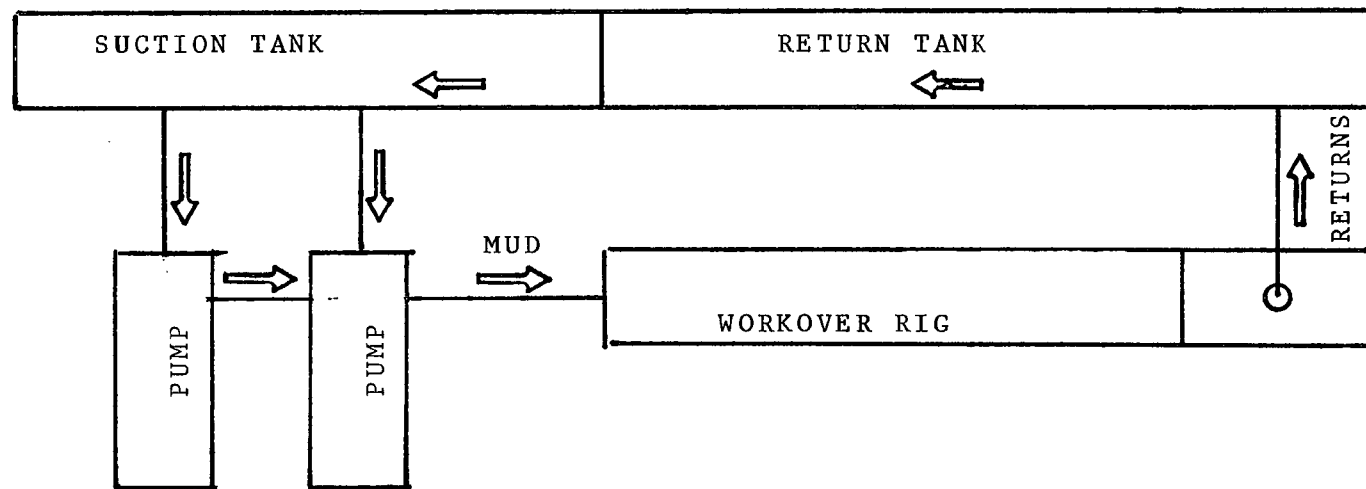 SUCTION TANK
RETURN TANK
RETURNS
MUD
PUMP
PUMP
WORKOVER RIG